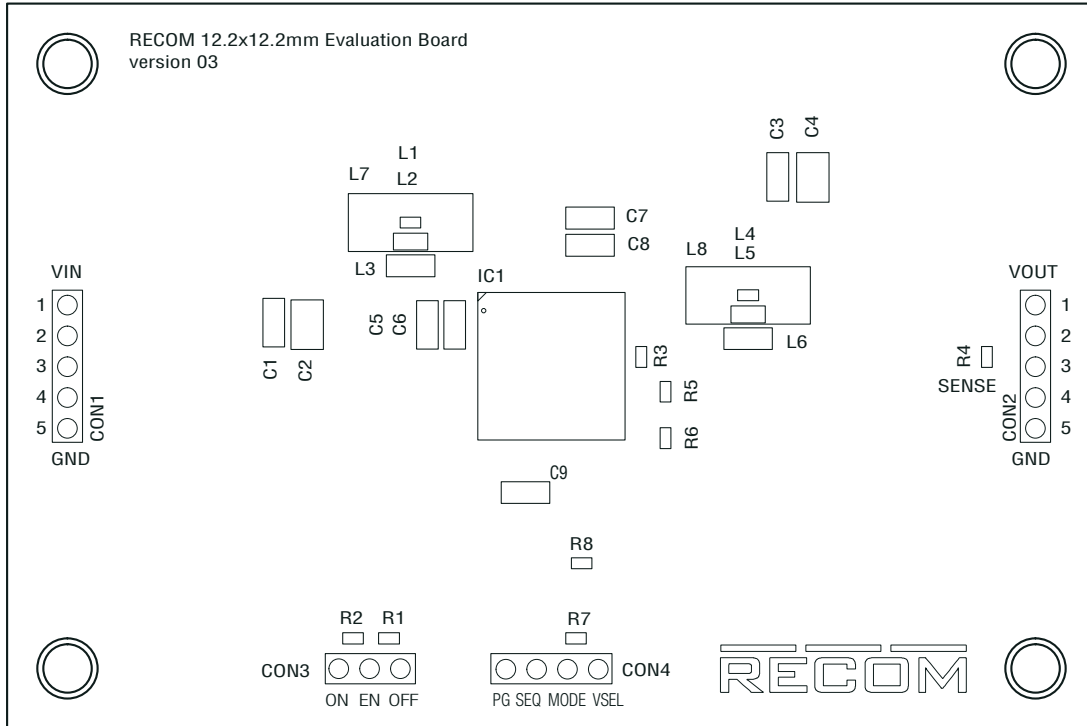 RECOM 12.2x12.2mm Evaluation Board
version 03
C3
C4
L1
L7
L2
C7
C8
L4
L8
L5
L3
IC1
VIN
VOUT
1
2
3
4
5
CON1
GND
C1
C2
C5
C6
L6
R3
R5
R6
R4
SENSE
1
2
3
4
5
CON2
GND
C9
R8
R2 R1
R7
CON3
CON4
ON EN OFF
PG SEQ MODE VSEL
RECOM